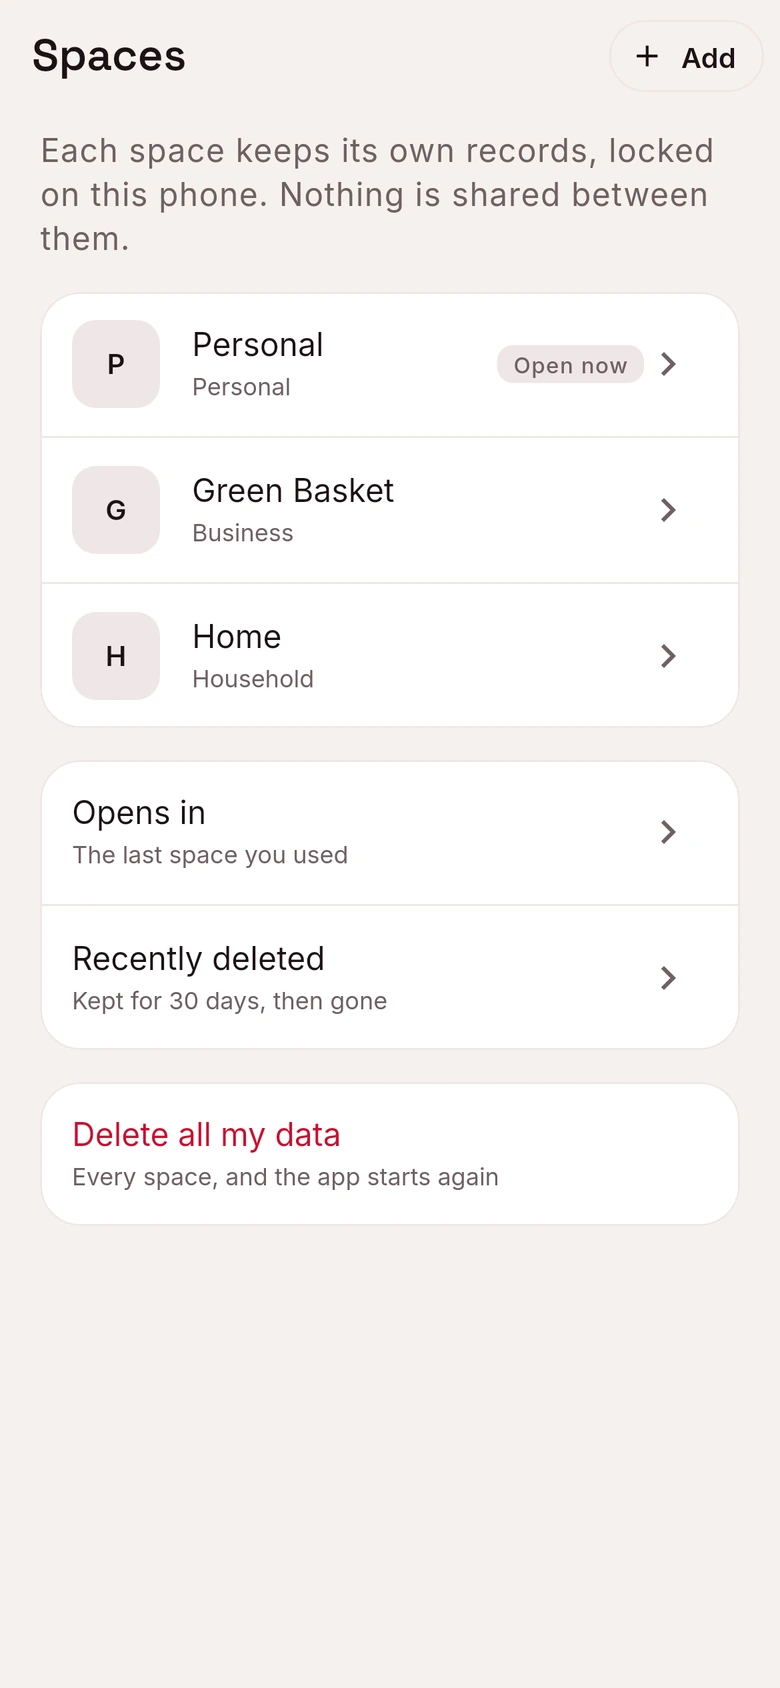 Spaces
+ Add
Each space keeps its own records, locked
on this phone. Nothing is shared between
them.
P
Personal
Personal
Open now
G
Green Basket
Business
H
Home
Household
Opens in
The last space you used
Recently deleted
Kept for 30 days, then gone
Delete all my data
Every space, and the app starts again